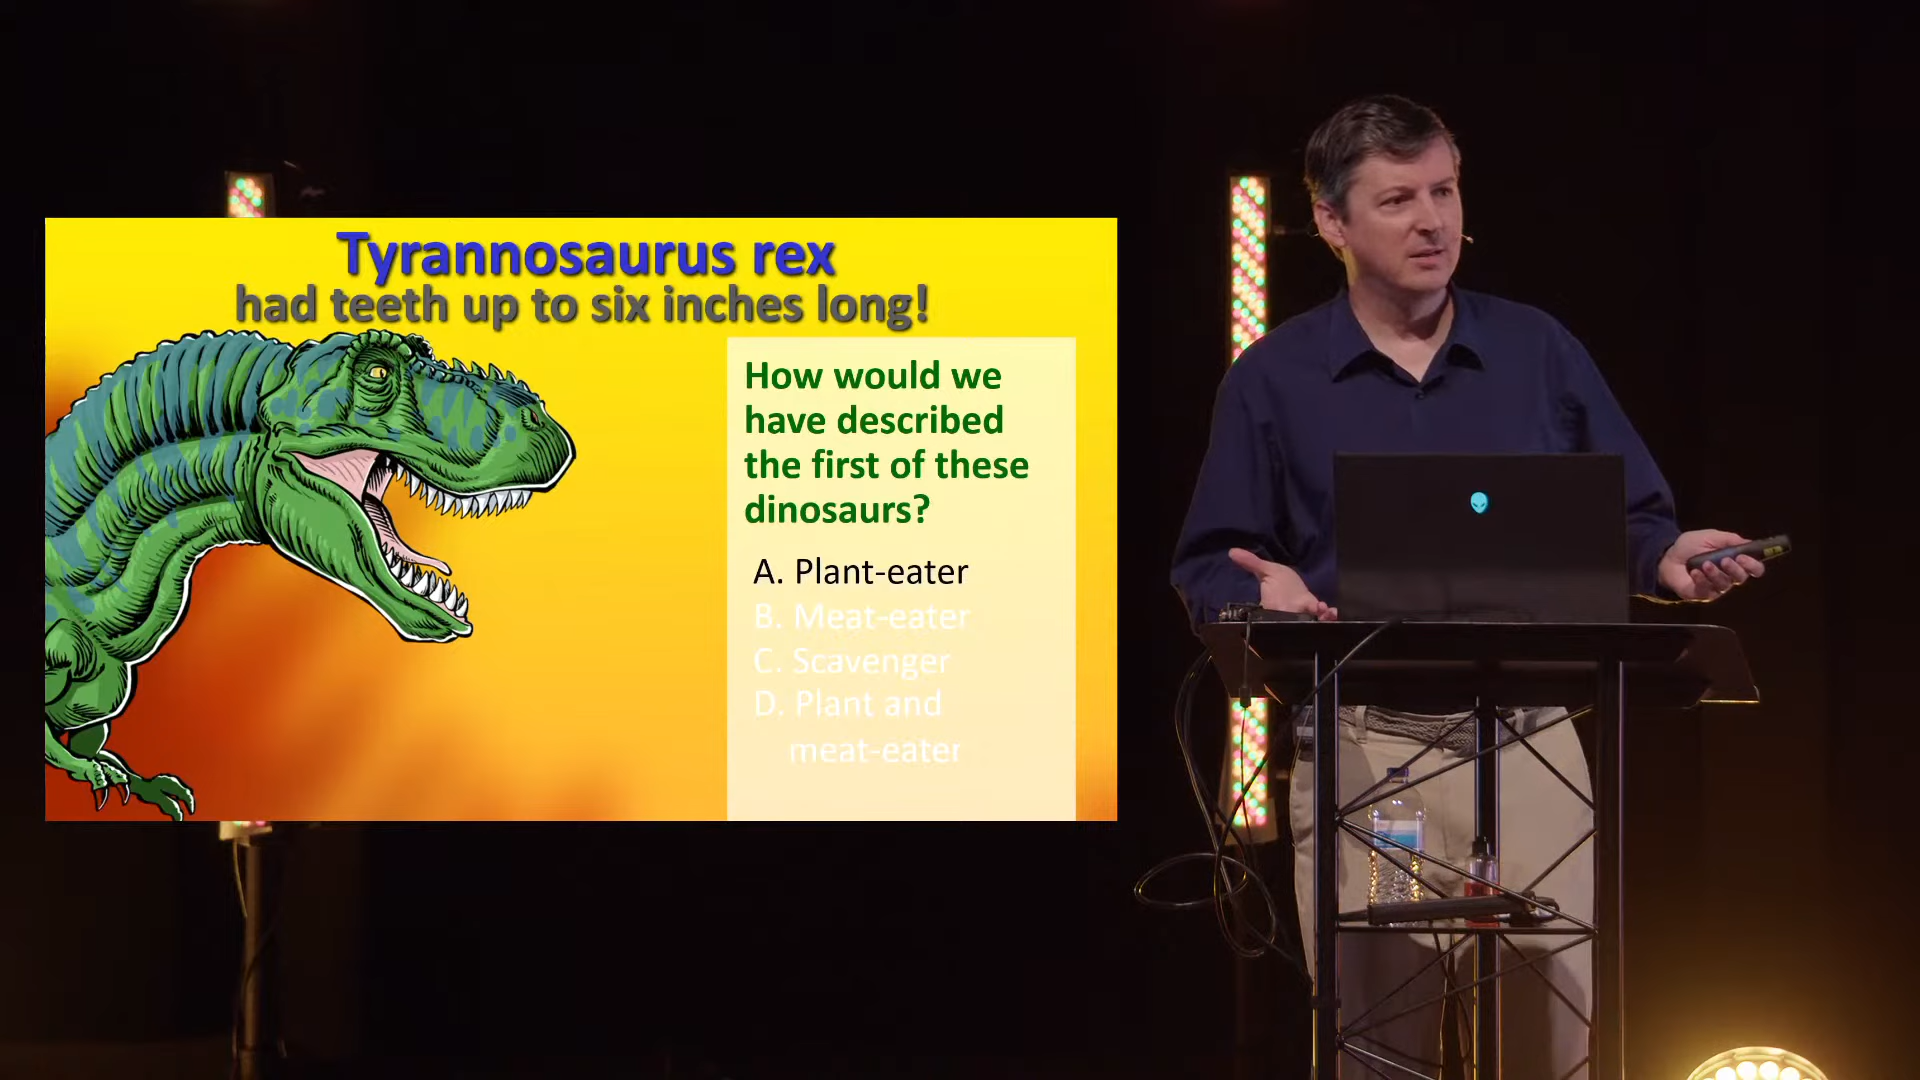 Tyrannosaurus rex
had teeth up to six inches long!
How would we
have described
the first of these
dinosaurs?
A. Plant-eater
B. Meat-eater
C. Scavenger
D. Plant and
meat-eater